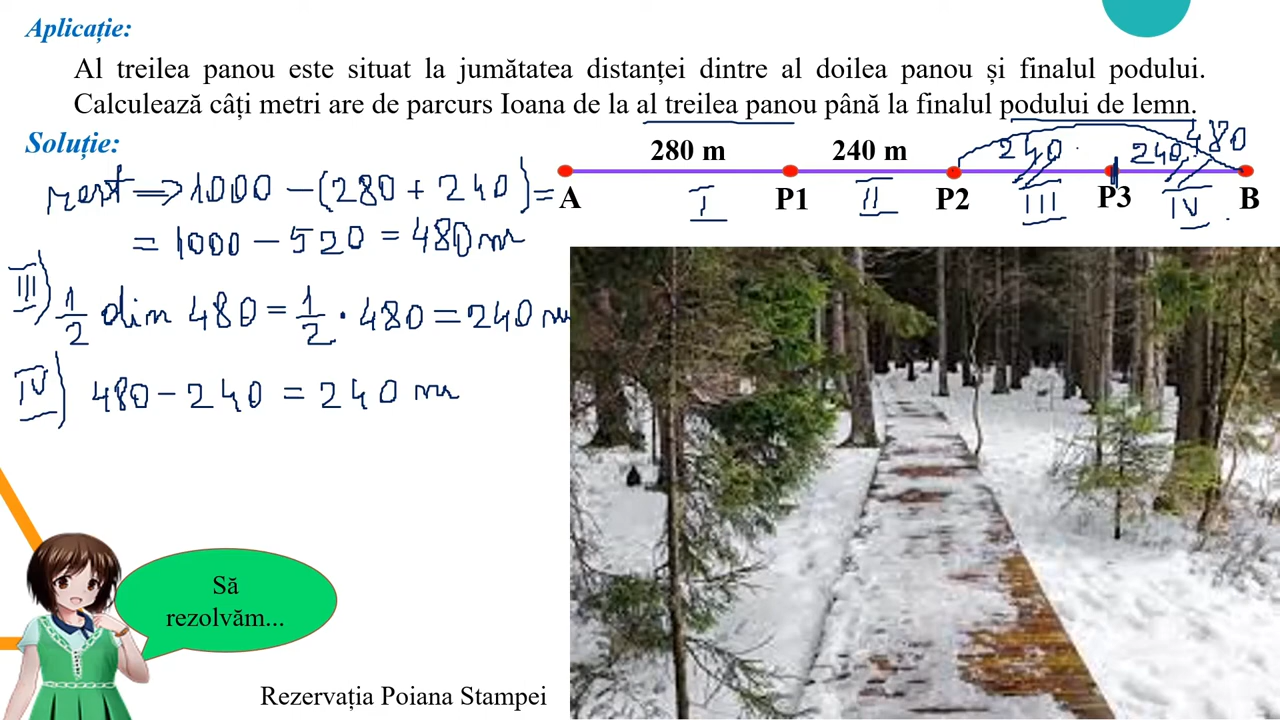 Aplicație:
Al treilea panou este situat la jumătatea distanței dintre al doilea panou și finalul podului.
Calculează câți metri are de parcurs Ioana de la al treilea panou până la finalul podului de lemn.
Soluție:
280 m 240 m 240 240 480
A P1 P2 P3 B
I II III IV
rest ⟹ 1000 − (280 + 240) =
= 1000 − 520 = 480 m
III) 1/2 din 480 = 1/2 · 480 = 240 m
IV) 480 − 240 = 240 m
Să
rezolvăm...
Rezervația Poiana Stampei